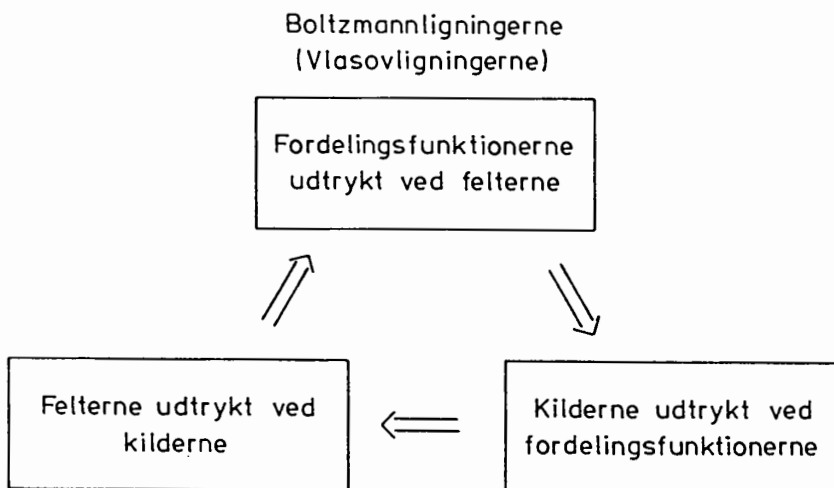 Boltzmannligningerne
(Vlasovligningerne)
Fordelingsfunktionerne
udtrykt ved felterne
Felterne udtrykt ved
kilderne
Kilderne udtrykt ved
fordelingsfunktionerne